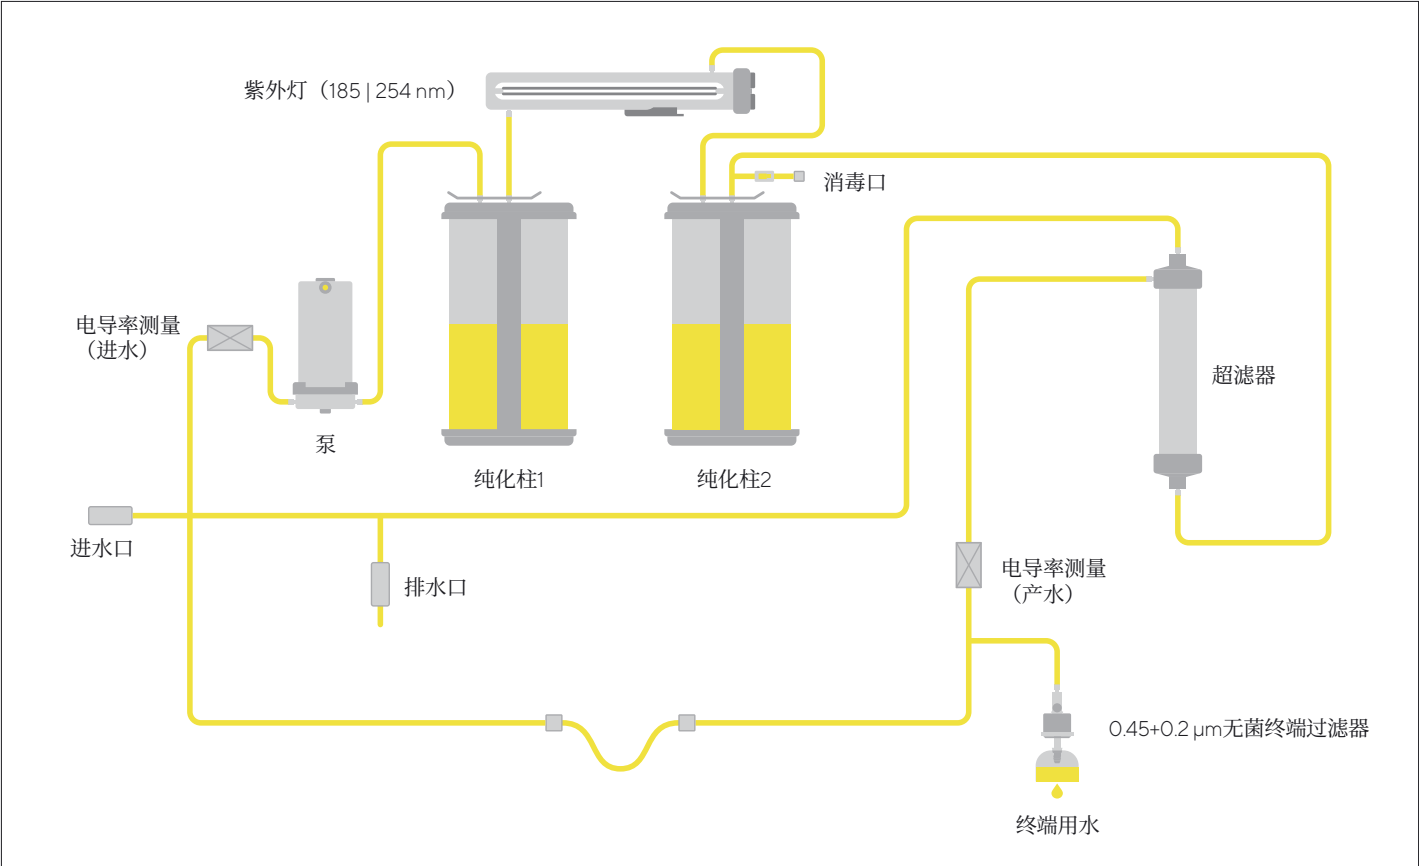 紫外灯（185 | 254 nm）
消毒口
电导率测量
（进水）
超滤器
泵
纯化柱1
纯化柱2
进水口
电导率测量
（产水）
排水口
0.45+0.2 µm无菌终端过滤器
终端用水